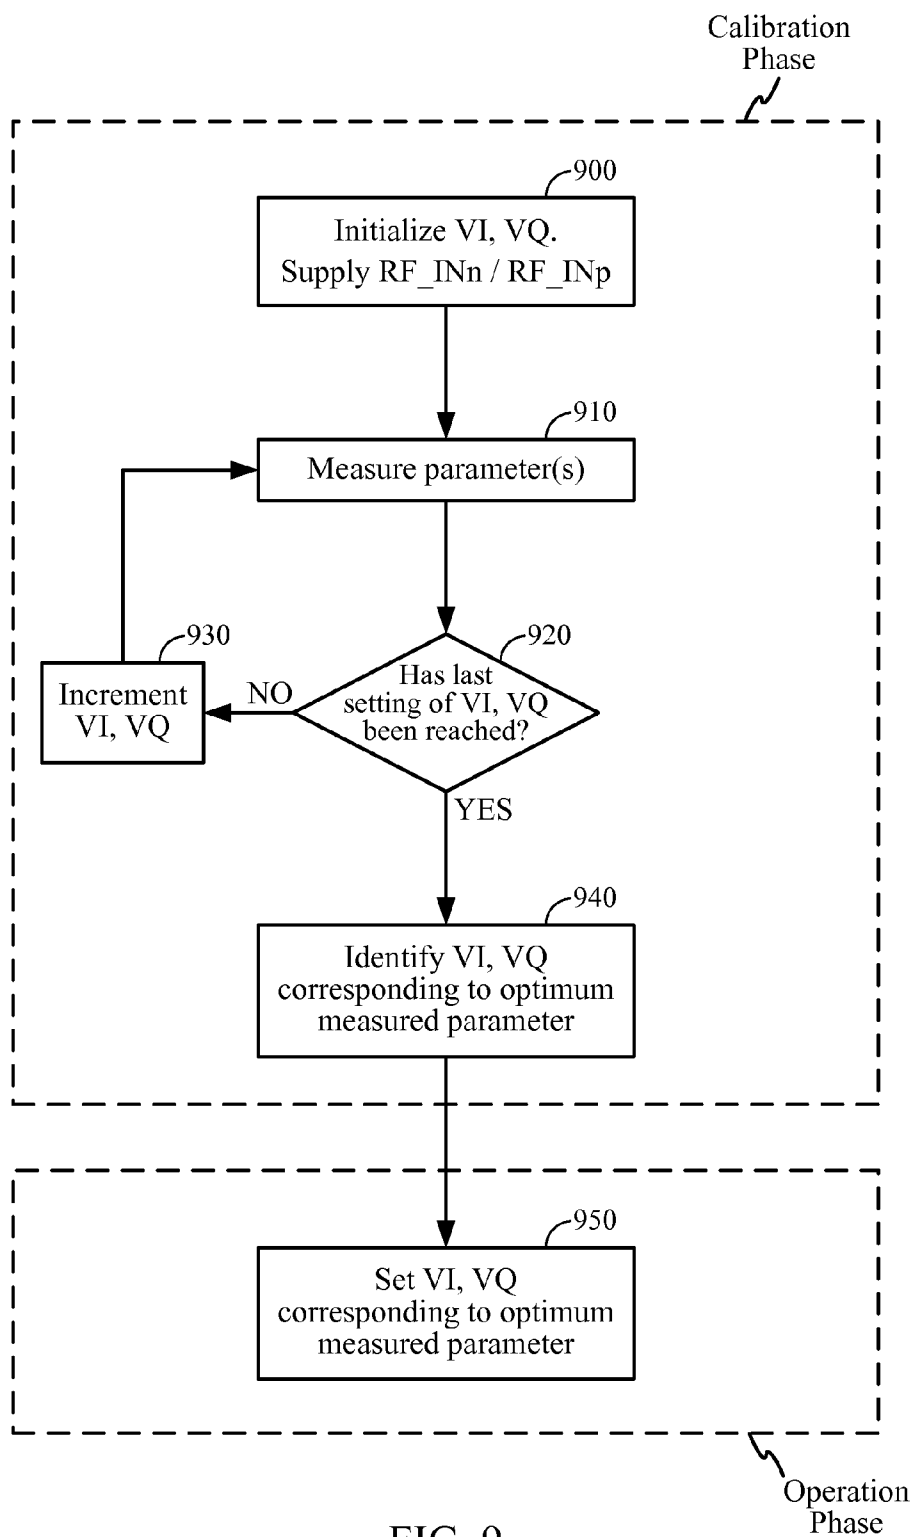 Calibration
Phase
900
Initialize VI, VQ.
Supply RF_INn / RF_INp
910
Measure parameter(s)
930
Increment
VI, VQ
NO
920
Has last
setting of VI, VQ
been reached?
YES
940
Identify VI, VQ
corresponding to optimum
measured parameter
950
Set VI, VQ
corresponding to optimum
measured parameter
Operation
Phase
FIG. 9